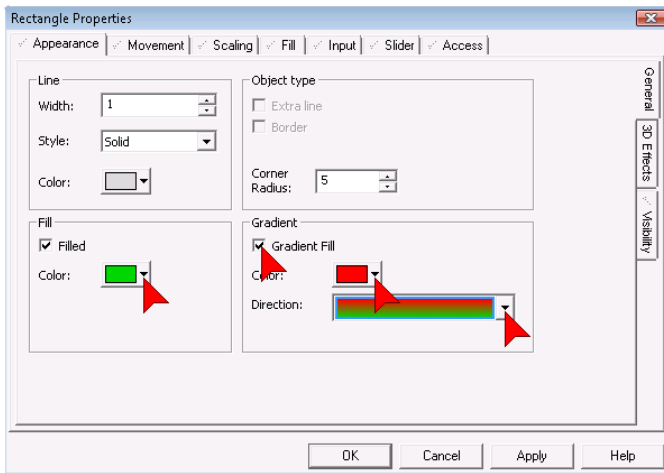 Rectangle Properties
Appearance Movement Scaling Fill Input Slider Access
General
3D Effects
Visibility
Line
Width: 1
Style: Solid
Color:
Object type
Extra line
Border
Corner
Radius: 5
Fill
Filled
Color:
Gradient
Gradient Fill
Color:
Direction:
OK Cancel Apply Help